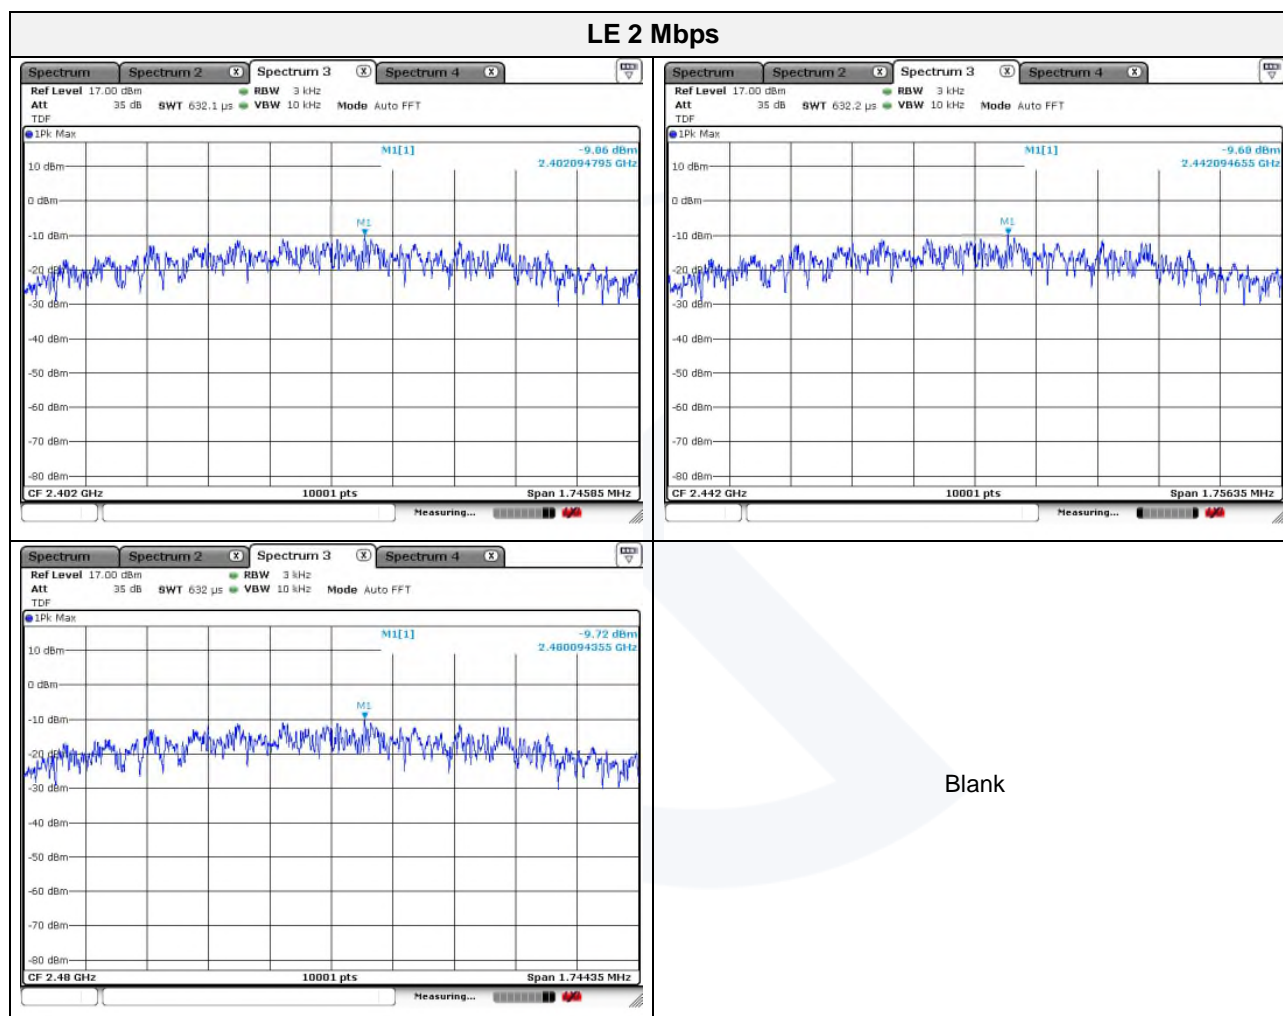 LE 2 Mbps
Spectrum Spectrum 2 X Spectrum 3 X Spectrum 4 X
Ref Level 17.00 dBm RBW 3 kHz
Att 35 dB SWT 632.1 µs VBW 10 kHz Mode Auto FFT
TDF
1Pk Max
M1[1] -9.86 dBm
2.402094795 GHz
10 dBm
0 dBm
M1
-10 dBm
-20 dBm
-30 dBm
-40 dBm
-50 dBm
-60 dBm
-70 dBm
-80 dBm
CF 2.402 GHz 10001 pts Span 1.74585 MHz
Measuring...
Spectrum Spectrum 2 X Spectrum 3 X Spectrum 4 X
Ref Level 17.00 dBm RBW 3 kHz
Att 35 dB SWT 632.2 µs VBW 10 kHz Mode Auto FFT
TDF
1Pk Max
M1[1] -9.60 dBm
2.442094655 GHz
10 dBm
0 dBm
M1
-10 dBm
-20 dBm
-30 dBm
-40 dBm
-50 dBm
-60 dBm
-70 dBm
-80 dBm
CF 2.442 GHz 10001 pts Span 1.75635 MHz
Measuring...
Spectrum Spectrum 2 X Spectrum 3 X Spectrum 4 X
Ref Level 17.00 dBm RBW 3 kHz
Att 35 dB SWT 632 µs VBW 10 kHz Mode Auto FFT
TDF
1Pk Max
M1[1] -9.72 dBm
2.480094355 GHz
10 dBm
0 dBm
M1
-10 dBm
-20 dBm
-30 dBm
-40 dBm
-50 dBm
-60 dBm
-70 dBm
-80 dBm
CF 2.48 GHz 10001 pts Span 1.74435 MHz
Measuring...
Blank